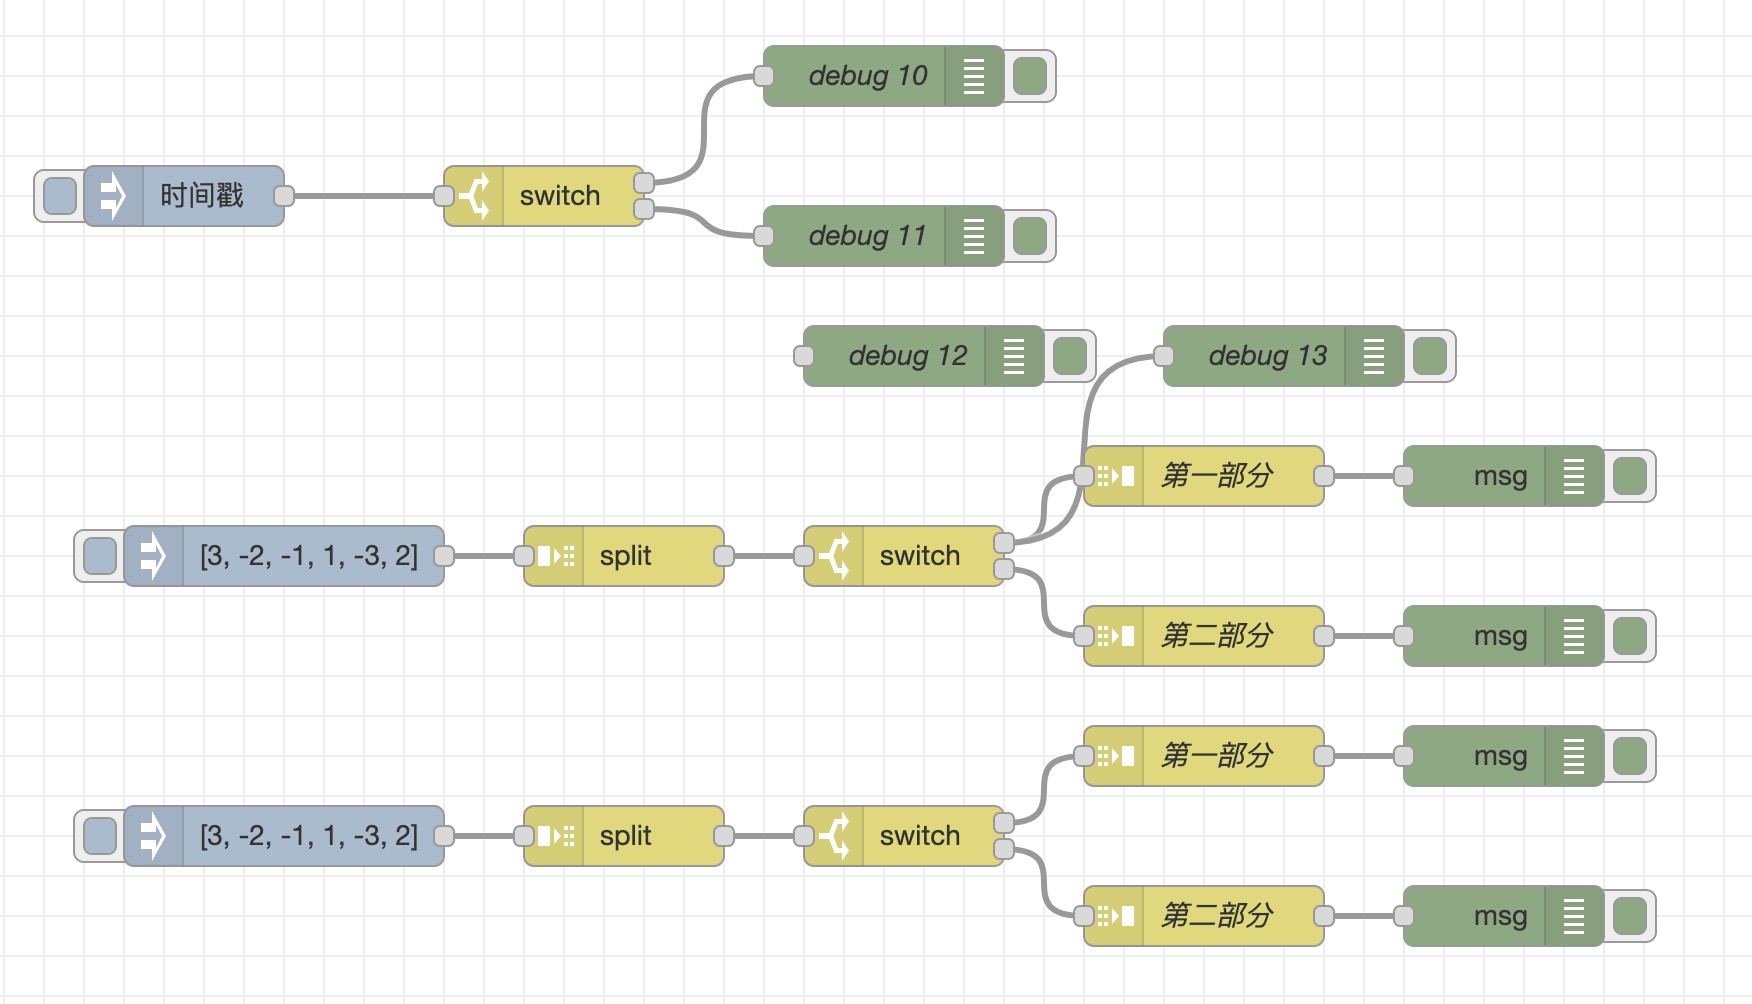 debug 10
时间戳
switch
debug 11
debug 12
debug 13
第一部分
msg
[3, -2, -1, 1, -3, 2]
split
switch
第二部分
msg
第一部分
msg
[3, -2, -1, 1, -3, 2]
split
switch
第二部分
msg